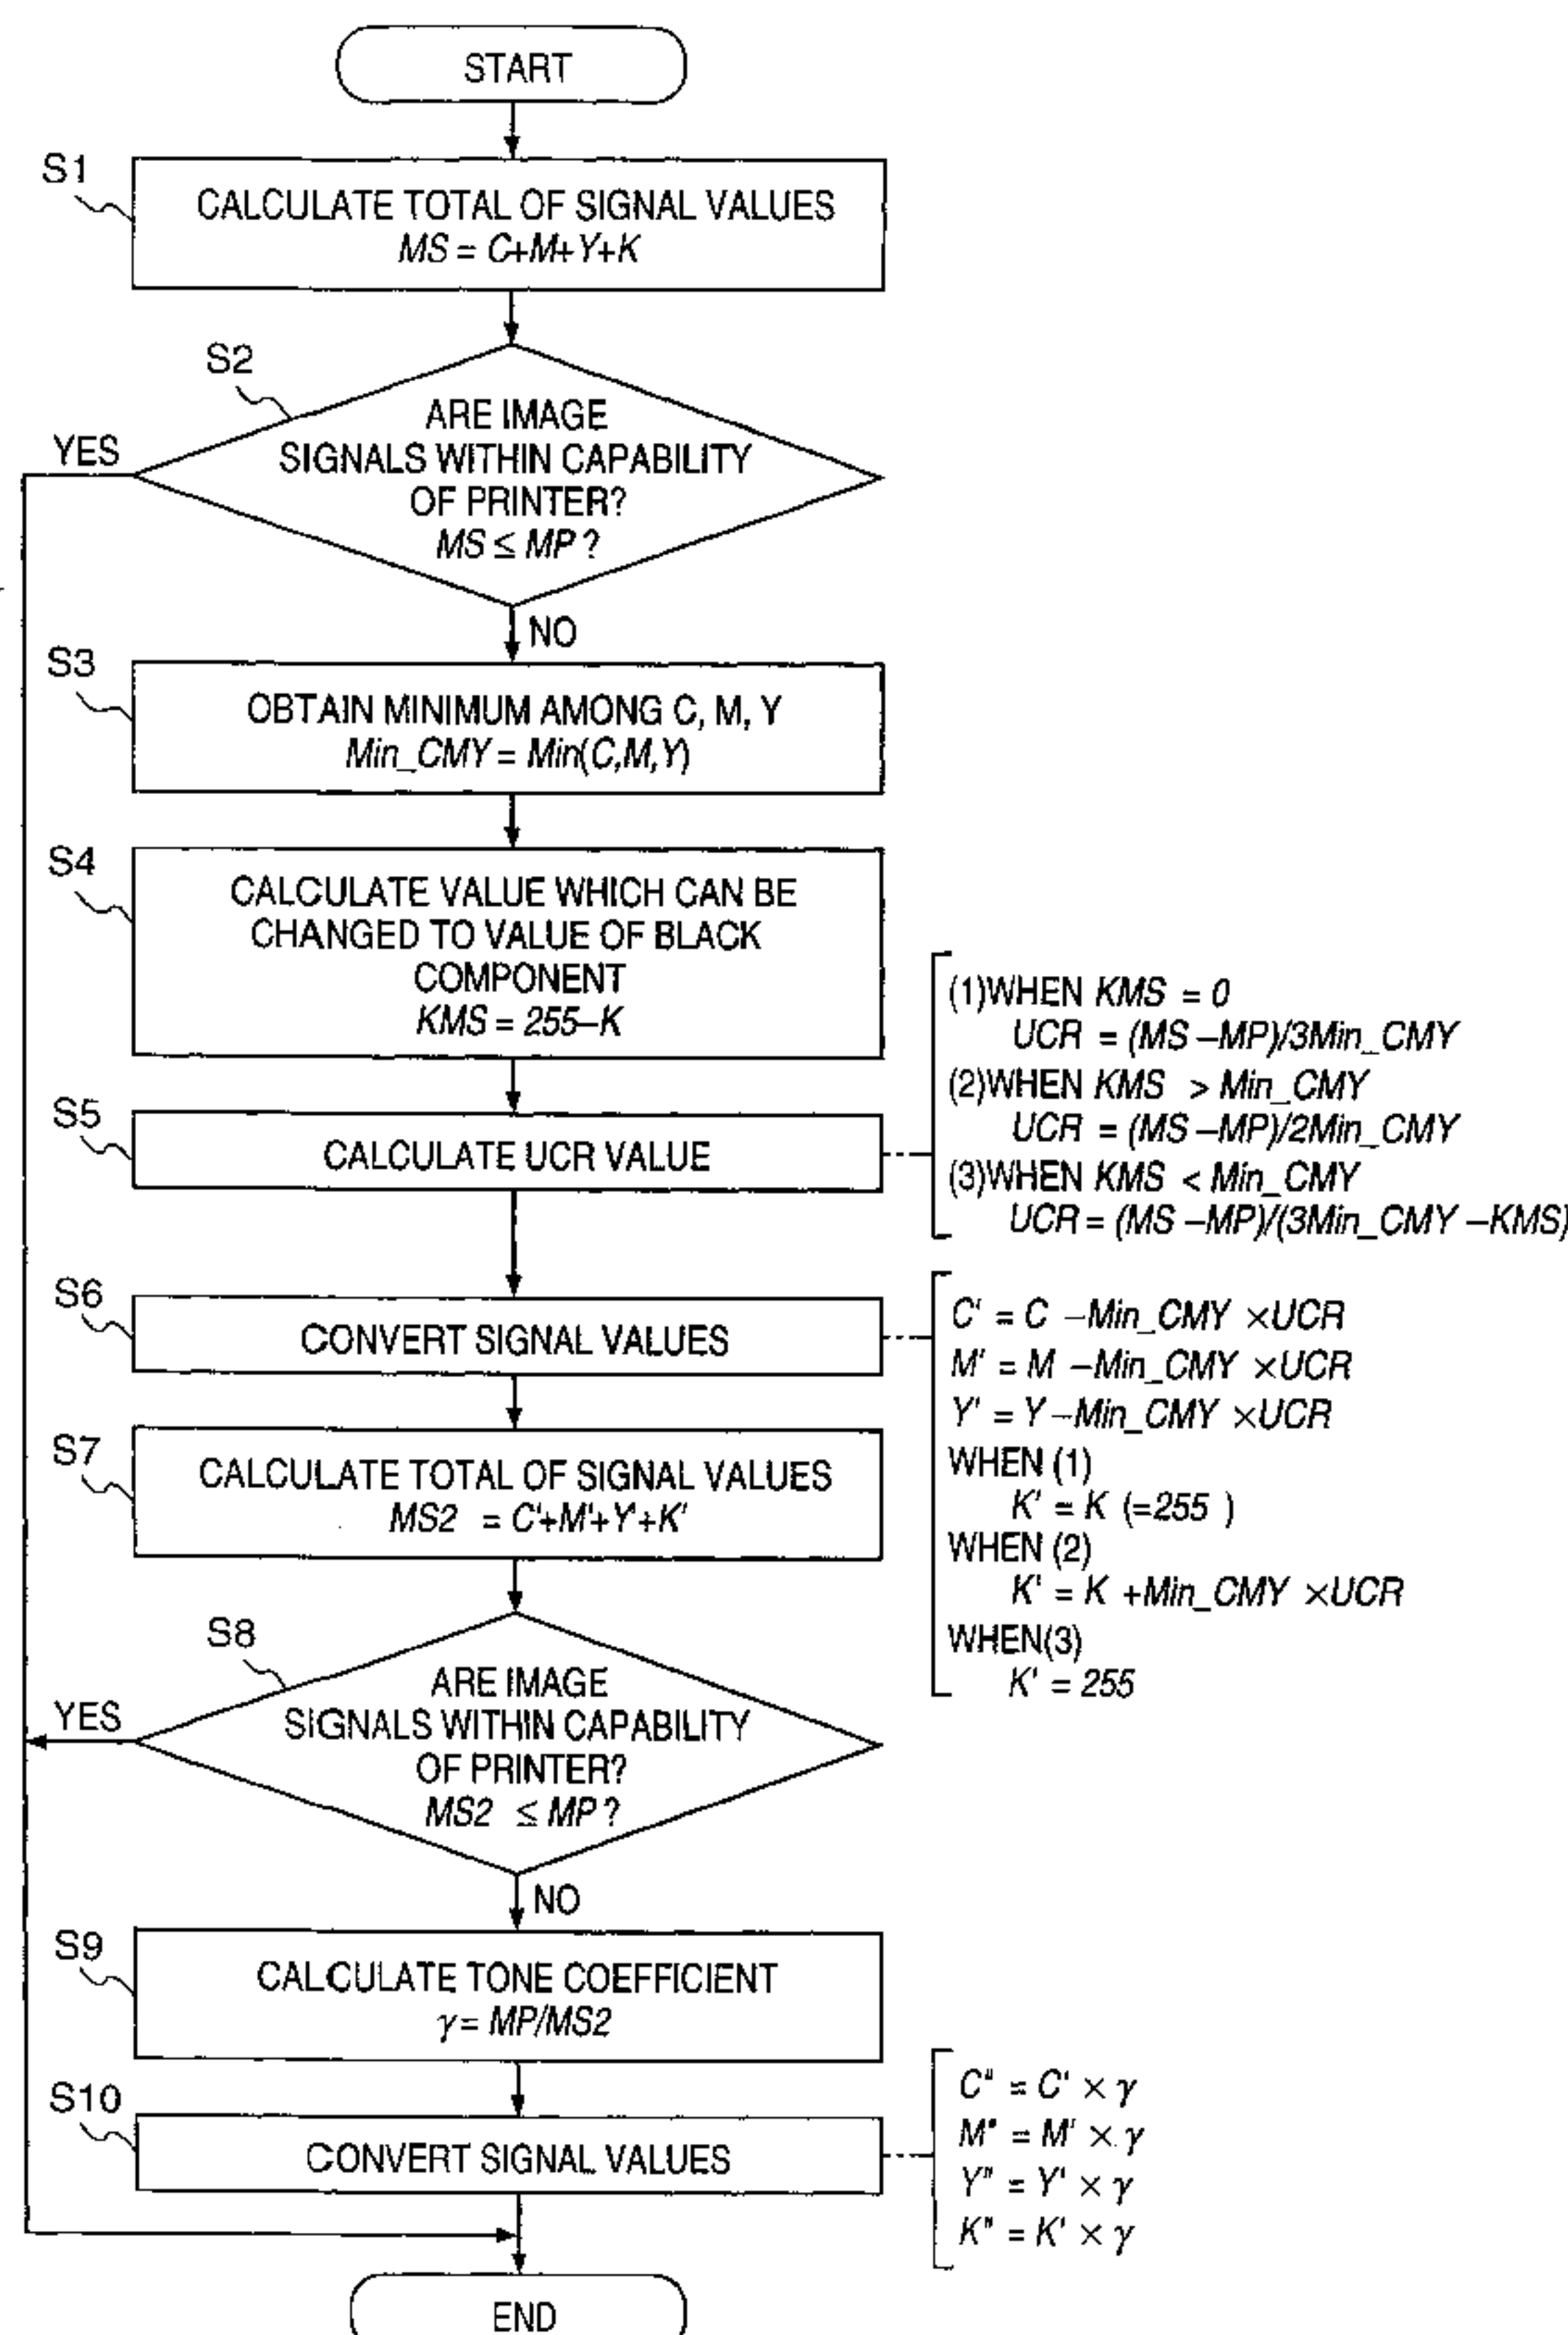 START
S1
CALCULATE TOTAL OF SIGNAL VALUES
MS = C+M+Y+K
S2
ARE IMAGE
SIGNALS WITHIN CAPABILITY
OF PRINTER?
MS ≤ MP ?
YES
NO
S3
OBTAIN MINIMUM AMONG C, M, Y
Min_CMY = Min(C,M,Y)
S4
CALCULATE VALUE WHICH CAN BE
CHANGED TO VALUE OF BLACK
COMPONENT
KMS = 255–K
S5
CALCULATE UCR VALUE
(1)WHEN KMS = 0
UCR = (MS –MP)/3Min_CMY
(2)WHEN KMS > Min_CMY
UCR = (MS –MP)/2Min_CMY
(3)WHEN KMS < Min_CMY
UCR = (MS –MP)/(3Min_CMY –KMS)
S6
CONVERT SIGNAL VALUES
C' = C –Min_CMY ×UCR
M' = M –Min_CMY ×UCR
Y' = Y –Min_CMY ×UCR
WHEN (1)
K' = K (=255 )
WHEN (2)
K' = K +Min_CMY ×UCR
WHEN(3)
K' = 255
S7
CALCULATE TOTAL OF SIGNAL VALUES
MS2 = C'+M'+Y'+K'
S8
ARE IMAGE
SIGNALS WITHIN CAPABILITY
OF PRINTER?
MS2 ≤ MP ?
YES
NO
S9
CALCULATE TONE COEFFICIENT
γ = MP/MS2
S10
CONVERT SIGNAL VALUES
C" = C' × γ
M" = M' × γ
Y" = Y' × γ
K" = K' × γ
END